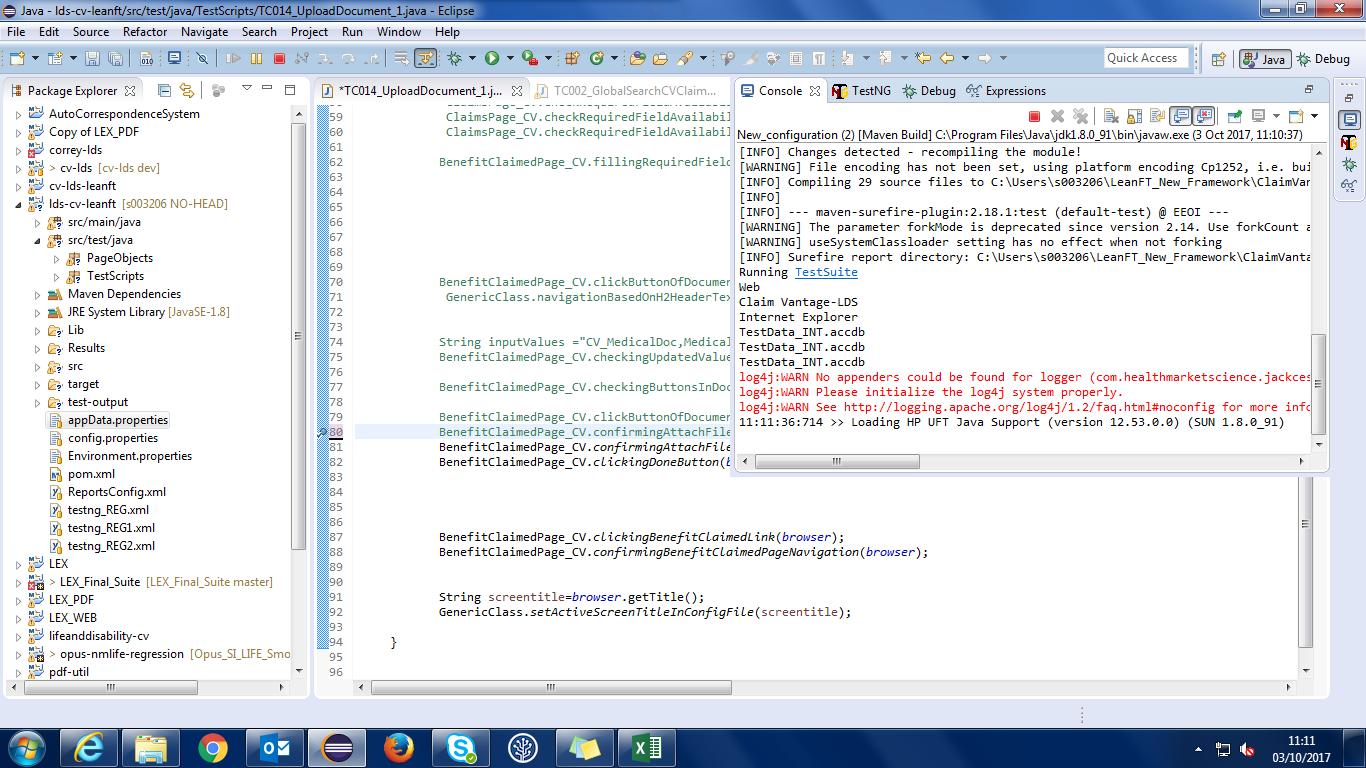 Java - lds-cv-leanft/src/test/java/TestScripts/TC014_UploadDocument_1.java - Eclipse
File Edit Source Refactor Navigate Search Project Run Window Help
Quick Access
Java
Debug
Package Explorer
AutoCorrespondenceSystem
Copy of LEX_PDF
correy-lds
> cv-lds [cv-lds dev]
cv-lds-leanft
lds-cv-leanft [s003206 NO-HEAD]
src/main/java
src/test/java
PageObjects
TestScripts
Maven Dependencies
JRE System Library [JavaSE-1.8]
Lib
Results
src
target
test-output
appData.properties
config.properties
Environment.properties
pom.xml
ReportsConfig.xml
testng_REG.xml
testng_REG1.xml
testng_REG2.xml
LEX
> LEX_Final_Suite [LEX_Final_Suite master]
LEX_PDF
LEX_WEB
lifeanddisability-cv
> opus-nmlife-regression [Opus_SI_LIFE_Smo
pdf-util
*TC014_UploadDocument_1.j...
TC002_GlobalSearchCVClaim...
59 ClaimsPage_CV.checkRequiredFieldAvailabil
60 ClaimsPage_CV.checkRequiredFieldAvailabil
61
62 BenefitClaimedPage_CV.fillingRequiredField
63
64
65
66
67
68
69
70 BenefitClaimedPage_CV.clickButtonOfDocumen
71 GenericClass.navigationBasedOnH2HeaderTex
72
73
74 String inputValues ="CV_MedicalDoc,Medical
75 BenefitClaimedPage_CV.checkingUpdatedValue
76
77 BenefitClaimedPage_CV.checkingButtonsInDoc
78
79 BenefitClaimedPage_CV.clickButtonOfDocumen
80 BenefitClaimedPage_CV.confirmingAttachFile
81 BenefitClaimedPage_CV.confirmingAttachFile
82 BenefitClaimedPage_CV.clickingDoneButton(b
83
84
85
86
87 BenefitClaimedPage_CV.clickingBenefitClaimedLink(browser);
88 BenefitClaimedPage_CV.confirmingBenefitClaimedPageNavigation(browser);
89
90
91 String screentitle=browser.getTitle();
92 GenericClass.setActiveScreenTitleInConfigFile(screentitle);
93
94 }
95
96
Console TestNG Debug Expressions
New_configuration (2) [Maven Build] C:\Program Files\Java\jdk1.8.0_91\bin\javaw.exe (3 Oct 2017, 11:10:37)
[INFO] Changes detected - recompiling the module!
[WARNING] File encoding has not been set, using platform encoding Cp1252, i.e. bui
[INFO] Compiling 29 source files to C:\Users\s003206\LeanFT_New_Framework\ClaimVan
[INFO]
[INFO] --- maven-surefire-plugin:2.18.1:test (default-test) @ EEOI ---
[WARNING] The parameter forkMode is deprecated since version 2.14. Use forkCount a
[WARNING] useSystemClassloader setting has no effect when not forking
[INFO] Surefire report directory: C:\Users\s003206\LeanFT_New_Framework\ClaimVanta
Running TestSuite
Web
Claim Vantage-LDS
Internet Explorer
TestData_INT.accdb
TestData_INT.accdb
TestData_INT.accdb
log4j:WARN No appenders could be found for logger (com.healthmarketscience.jackces
log4j:WARN Please initialize the log4j system properly.
log4j:WARN See http://logging.apache.org/log4j/1.2/faq.html#noconfig for more info
11:11:36:714 >> Loading HP UFT Java Support (version 12.53.0.0) (SUN 1.8.0_91)
11:11
03/10/2017